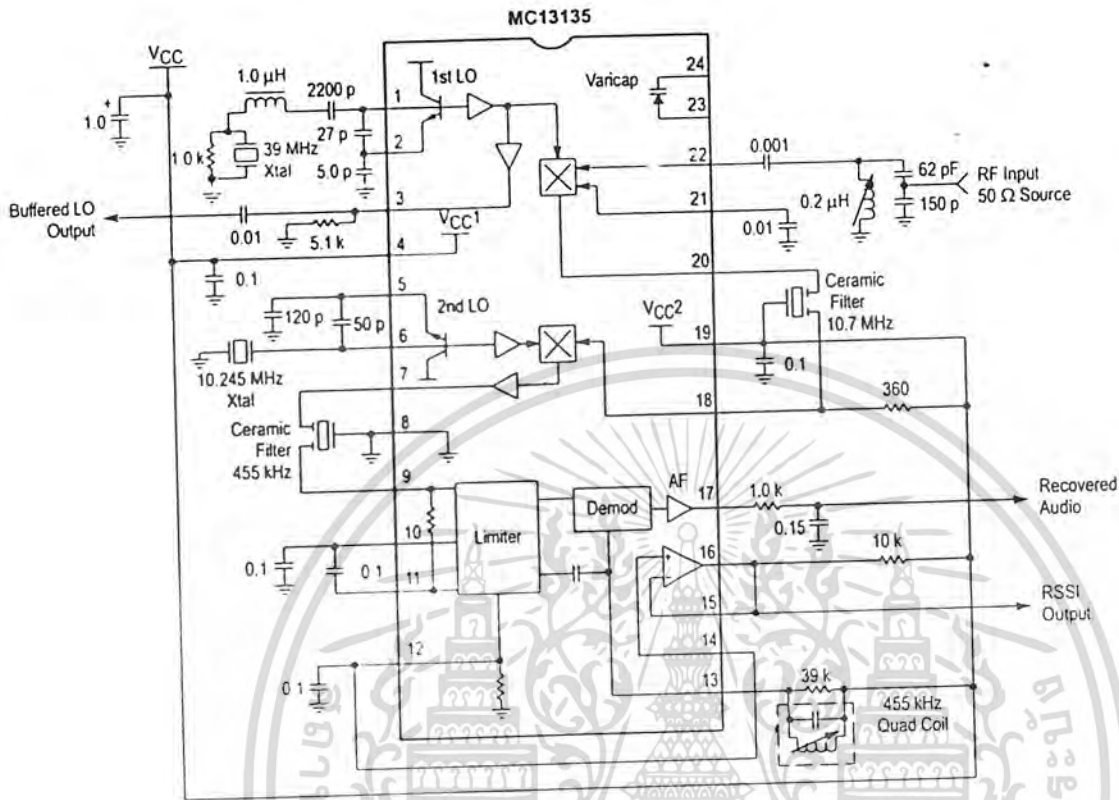 MC13135
VCC
1.0 µH
2200 p
1
1st LO
27 p
2
5.0 p
1.0
+
1 0 k
39 MHz
Xtal
3
Buffered LO
Output
0.01
5.1 k
VCC1
4
0.1
5
120 p
50 p
2nd LO
6
10.245 MHz
Xtal
7
Ceramic
Filter
455 kHz
8
9
10
0.1
0 1
11
Limiter
Demod
AF
12
0 1
Varicap
24
23
22
0.001
62 pF
RF Input
50 Ω Source
150 p
0.2 µH
21
0.01
20
Ceramic
Filter
10.7 MHz
VCC2
19
0.1
18
360
17
1.0 k
Recovered
Audio
0.15
16
+
−
10 k
15
RSSI
Output
14
13
39 k
455 kHz
Quad Coil